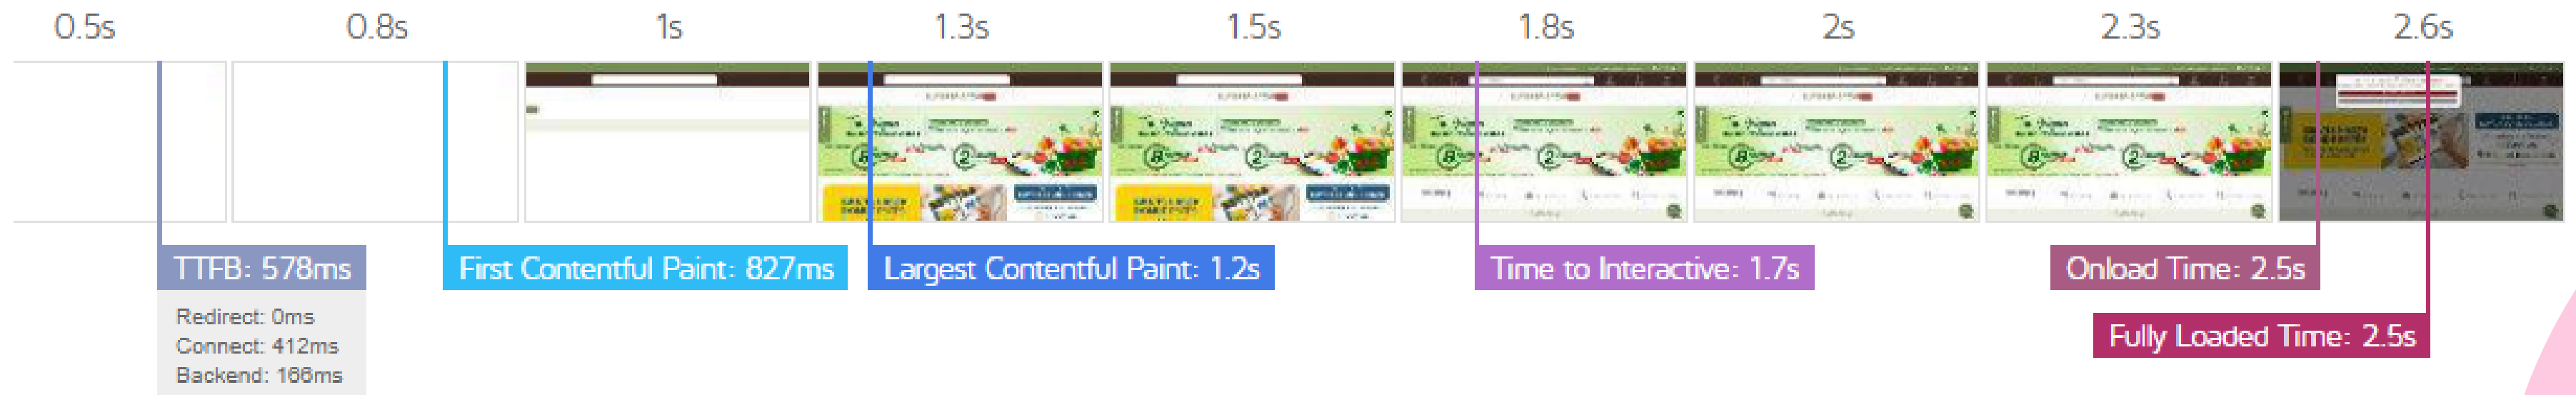 0.5s 0.8s 1s 1.3s 1.5s 1.8s 2s 2.3s 2.6s
TTFB: 578ms
Redirect: 0ms
Connect: 412ms
Backend: 166ms
First Contentful Paint: 827ms
Largest Contentful Paint: 1.2s
Time to Interactive: 1.7s
Onload Time: 2.5s
Fully Loaded Time: 2.5s